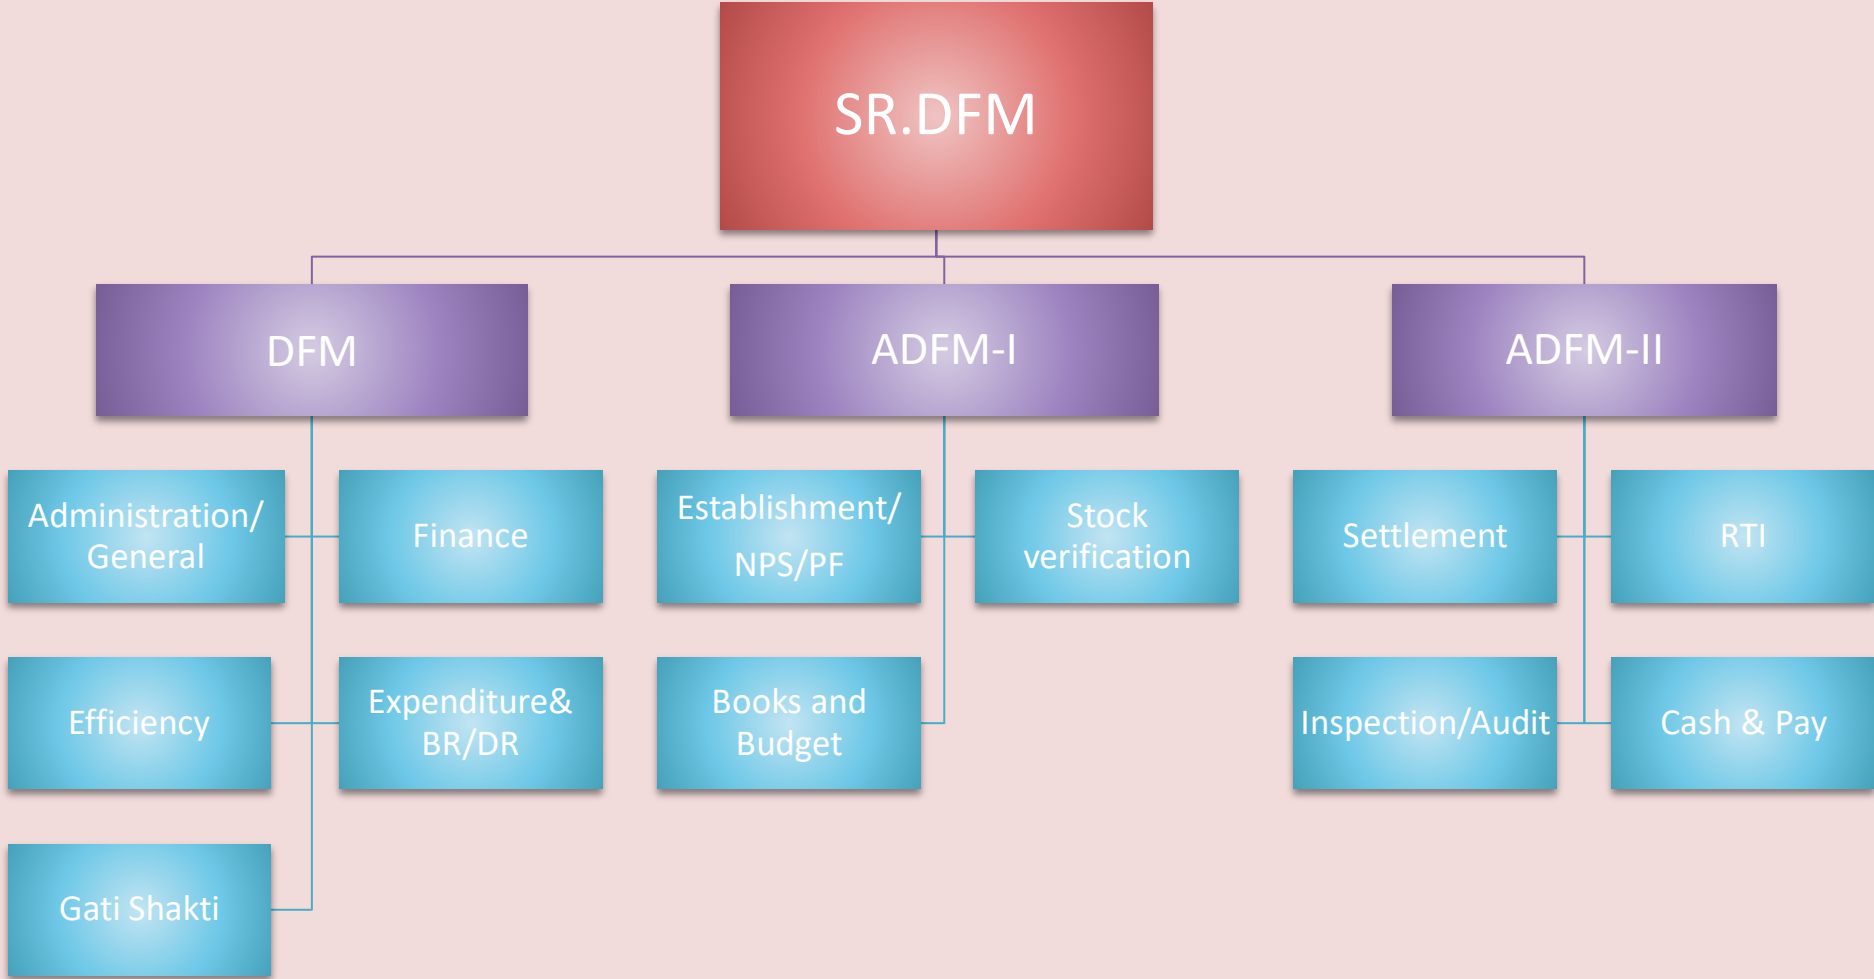 SR.DFM
DFM
ADFM-I
ADFM-II
Administration/
General
Finance
Establishment/
NPS/PF
Stock
verification
Settlement
RTI
Efficiency
Expenditure&
BR/DR
Books and
Budget
Inspection/Audit
Cash & Pay
Gati Shakti